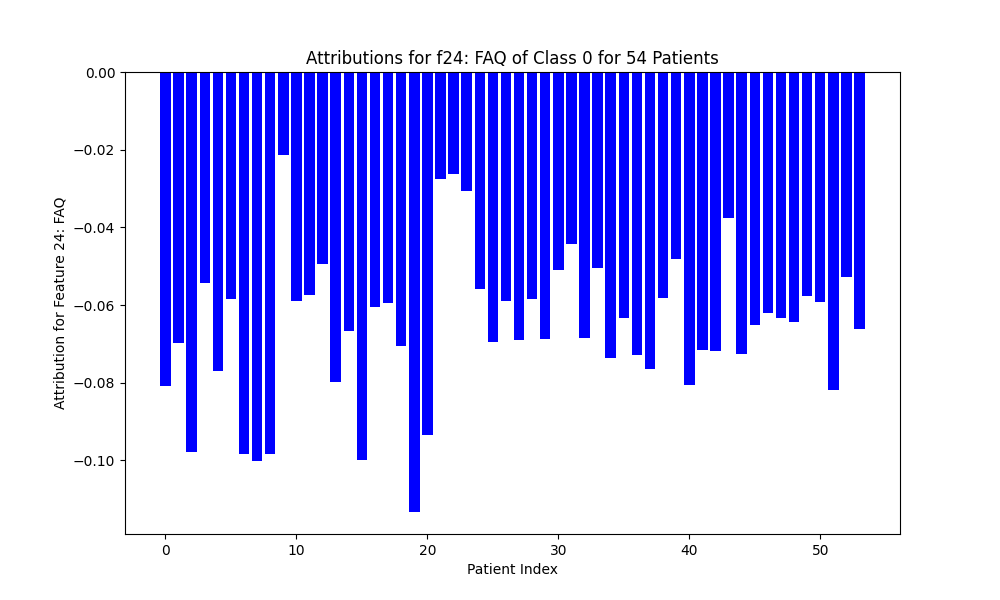 Attributions for f24: FAQ of Class 0 for 54 Patients
Attribution for Feature 24: FAQ
0.00
−0.02
−0.04
−0.06
−0.08
−0.10
0 10 20 30 40 50
Patient Index